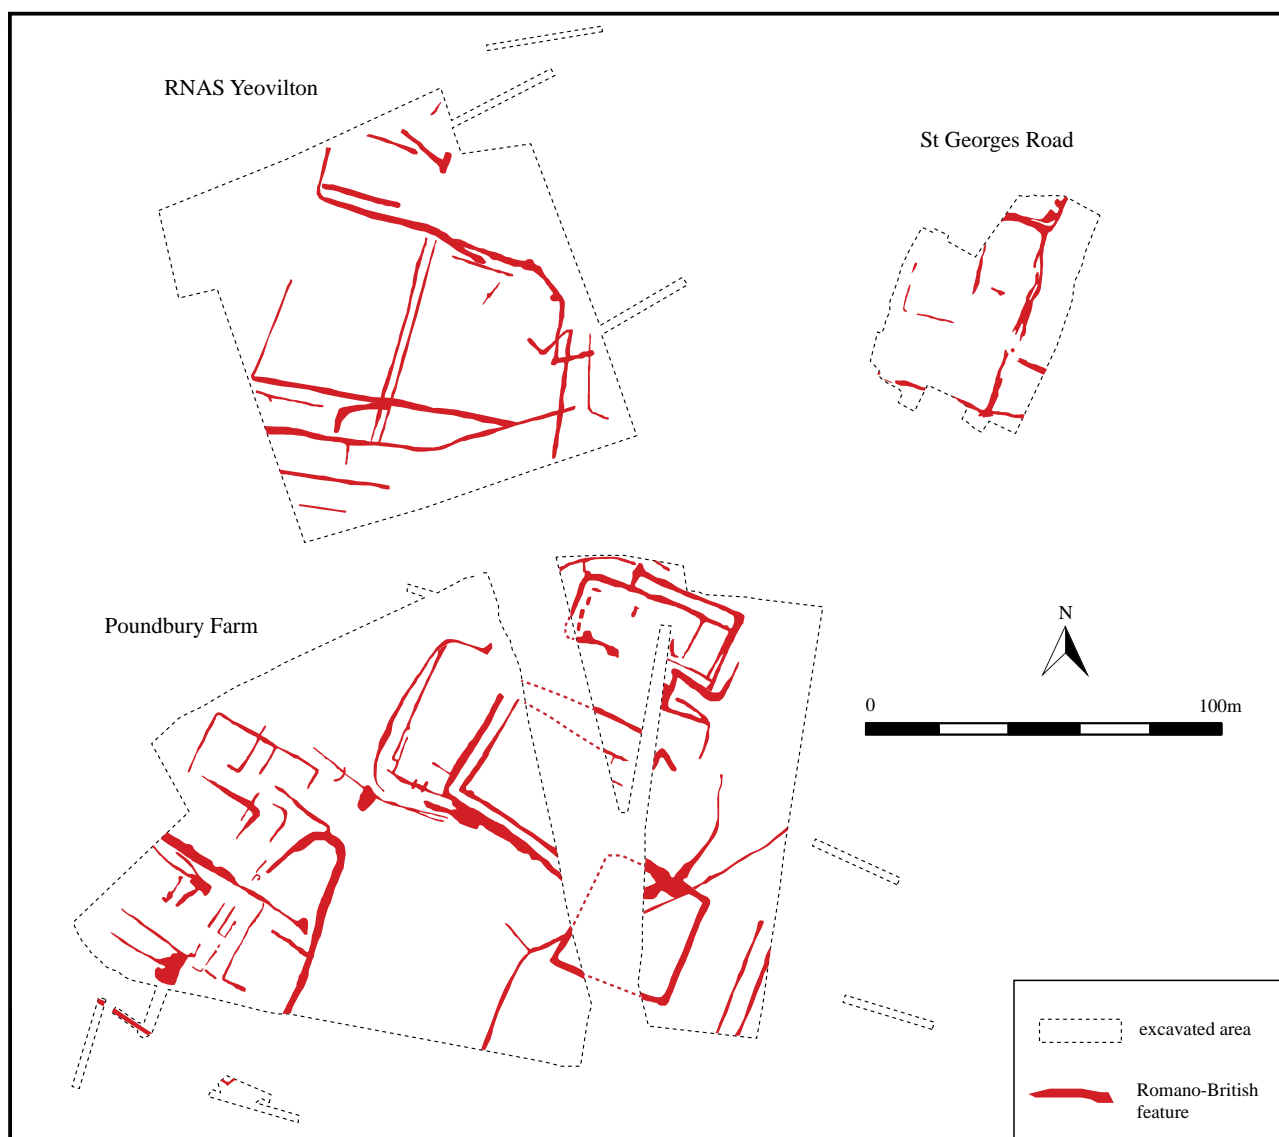 RNAS Yeovilton
St Georges Road
Poundbury Farm
N
0 100m
excavated area
Romano-British
feature